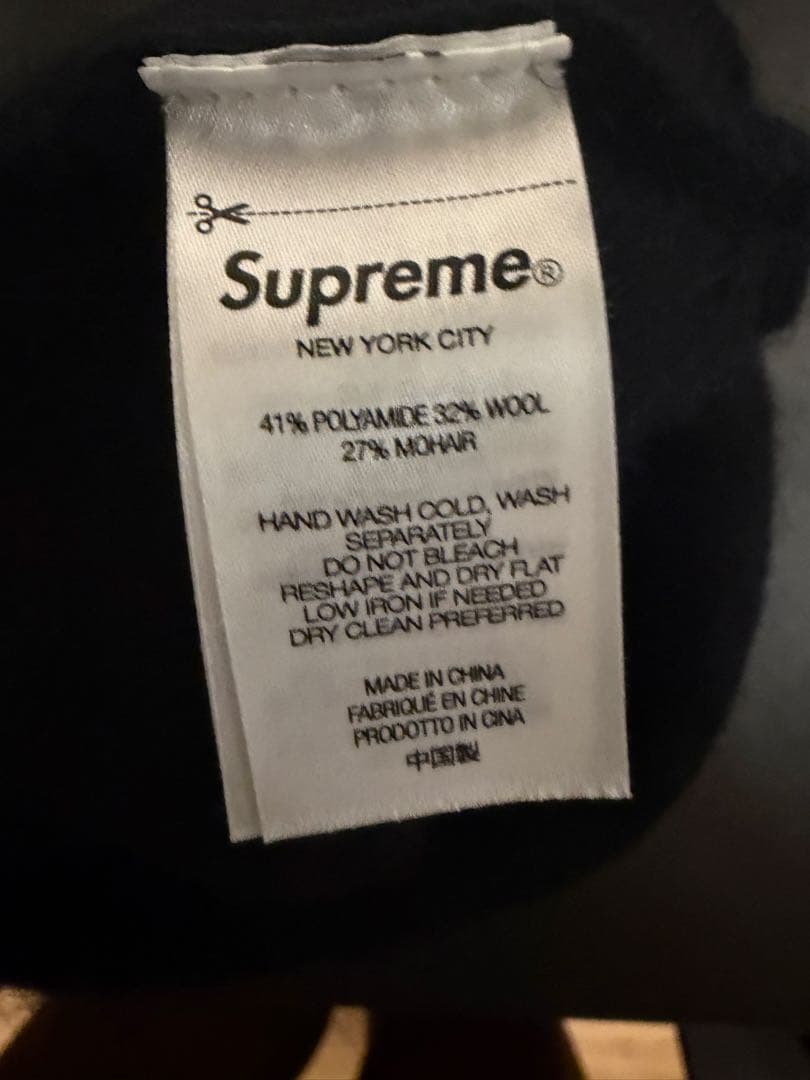 Supreme®
NEW YORK CITY
41% POLYAMIDE 32% WOOL
27% MOHAIR
HAND WASH COLD, WASH
SEPARATELY
DO NOT BLEACH
RESHAPE AND DRY FLAT
LOW IRON IF NEEDED
DRY CLEAN PREFERRED
MADE IN CHINA
FABRIQUÉ EN CHINE
PRODOTTO IN CINA
中国製